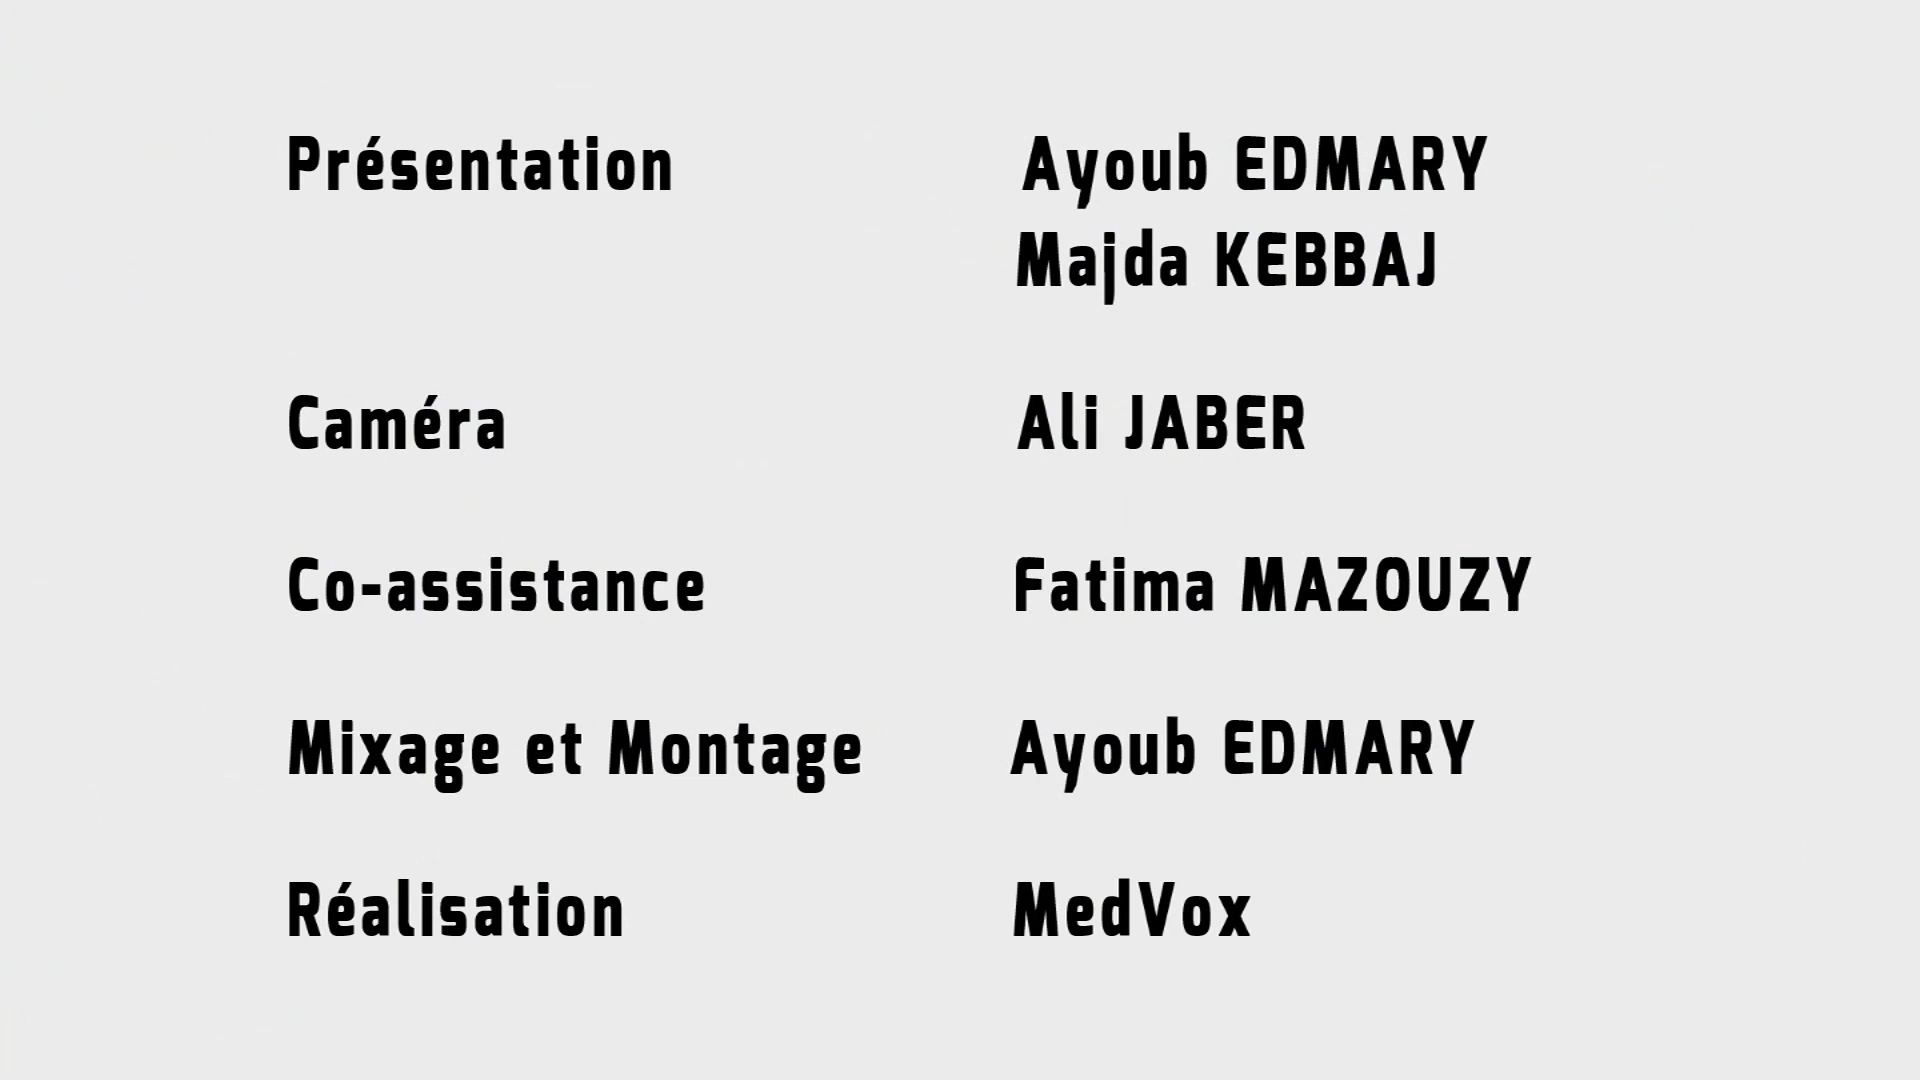 Présentation Ayoub EDMARY
Majda KEBBAJ
Caméra Ali JABER
Co-assistance Fatima MAZOUZY
Mixage et Montage Ayoub EDMARY
Réalisation MedVox